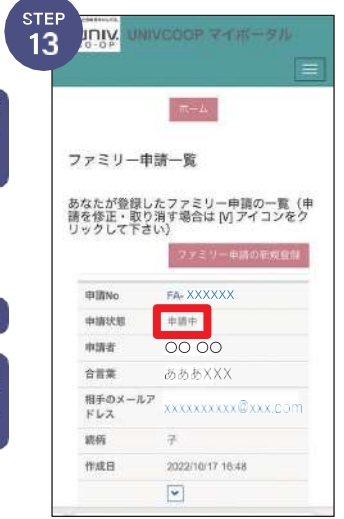 STEP
13
UNIV.
CO-OP
UNIVCOOP マイポータル
ホーム
ファミリー申請一覧
あなたが登録したファミリー申請の一覧（申
請を修正・取り消す場合は [V] アイコンをク
リックして下さい）
ファミリー申請の新規登録
申請No FA- XXXXXX
申請状態 申請中
申請者 〇〇 〇〇
合言葉 あああXXX
相手のメールア
ドレス
xxxxxxxxxx@xxx.com
続柄 子
作成日 2022/10/17 16:48